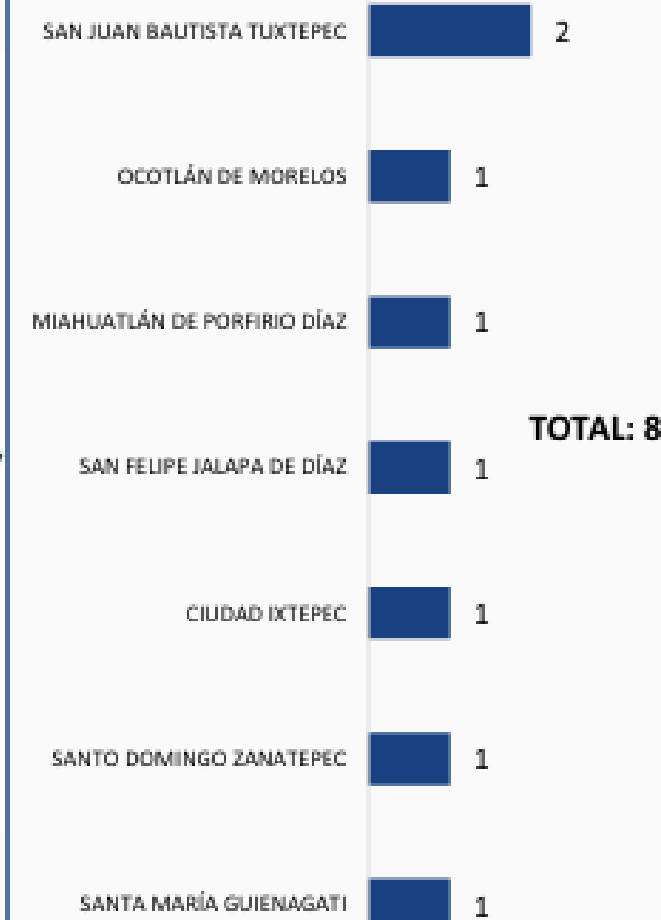 SAN JUAN BAUTISTA TUXTEPEC 2
OCOTLÁN DE MORELOS 1
MIAHUATLÁN DE PORFIRIO DÍAZ 1
TOTAL: 8
SAN FELIPE JALAPA DE DÍAZ 1
CIUDAD IXTEPEC 1
SANTO DOMINGO ZANATEPEC 1
SANTA MARÍA GUIENAGATI 1